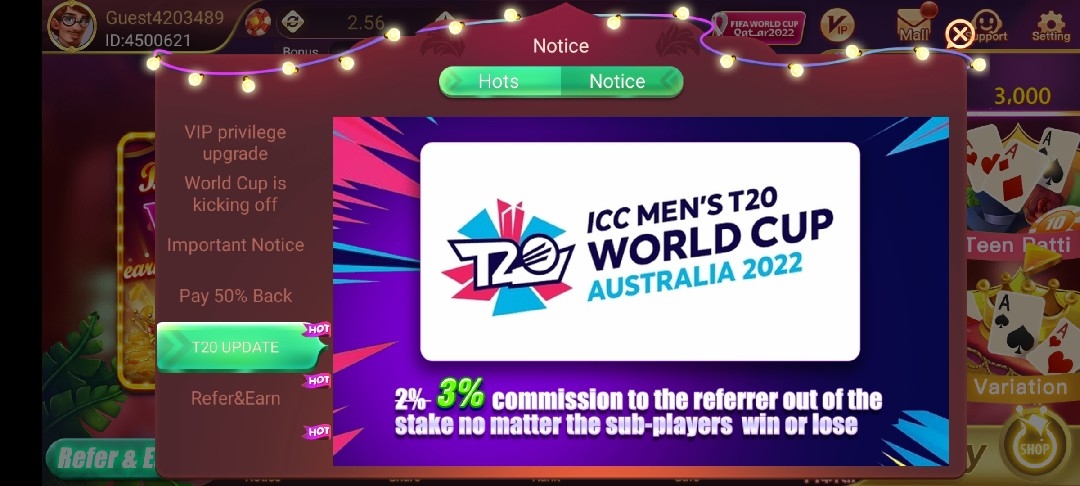 Guest4203489
ID:4500621
2.56
Bonus
Notice
FIFA WORLD CUP
Qatar2022
VIP
Mail
Support
Setting
Hots
Notice
3,000
VIP privilege
upgrade
World Cup is
kicking off
Important Notice
Pay 50% Back
HOT
T20 UPDATE
HOT
Refer&Earn
HOT
T20
ICC MEN'S T20
WORLD CUP
AUSTRALIA 2022
2% 3% commission to the referrer out of the
stake no matter the sub-players win or lose
A
A
10
Teen Patti
A
A
Variation
Refer & E
SHOP